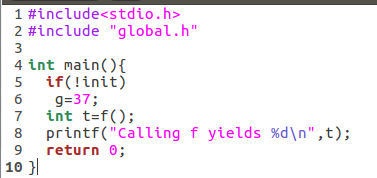 1 #include<stdio.h>
2 #include "global.h"
3
4 int main(){
5   if(!init)
6    g=37;
7   int t=f();
8   printf("Calling f yields %d\n",t);
9   return 0;
10 }